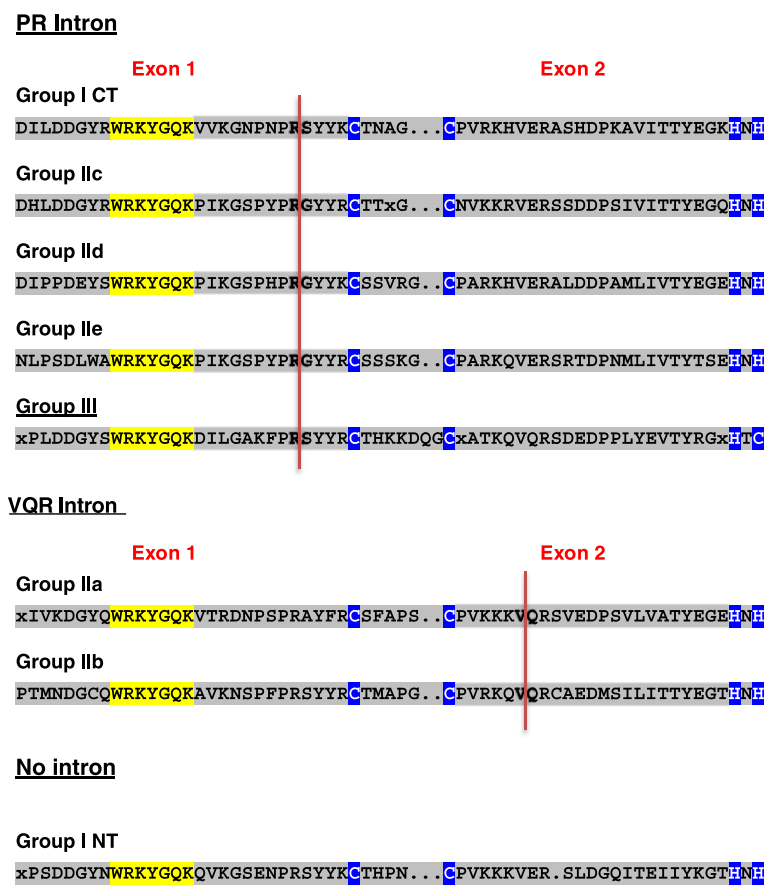 PR Intron
Exon 1 Exon 2
Group I CT
DILDDGYRWRKYGQKVVKGNPNPRSYYKCTNAG...CPVRKHVERASHDPKAVITTYEGKHNH
Group IIc
DHLDDGYRWRKYGQKPIKGSPYPRGYYRCTTxG...CNVKKRVERSSDDPSIVITTYEGQHNH
Group IId
DIPPDEYSWRKYGQKPIKGSPHPRGYYKCSSVRG..CPARKHVERALDDPAMLIVTYEGEHNH
Group IIe
NLPSDLWAWRKYGQKPIKGSPYPRGYYRCSSSKG..CPARKQVERSRTDPNMLIVTYTSEHNH
Group III
xPLDDGYSWRKYGQKDILGAKFPRSYYRCTHKKDQGCxATKQVQRSDEDPPLYEVTYRGxHTC
VQR Intron
Exon 1 Exon 2
Group IIa
xIVKDGYQWRKYGQKVTRDNPSPRAYFRCSFAPS..CPVKKKVQRSVEDPSVLVATYEGEHNH
Group IIb
PTMNDGCQWRKYGQKAVKNSPFPRSYYRCTMAPG..CPVRKQVQRCAEDMSILITTYEGTHNH
No intron
Group I NT
xPSDDGYNWRKYGQKQVKGSENPRSYYKCTHPN...CPVKKKVER.SLDGQITEIIYKGTHNH